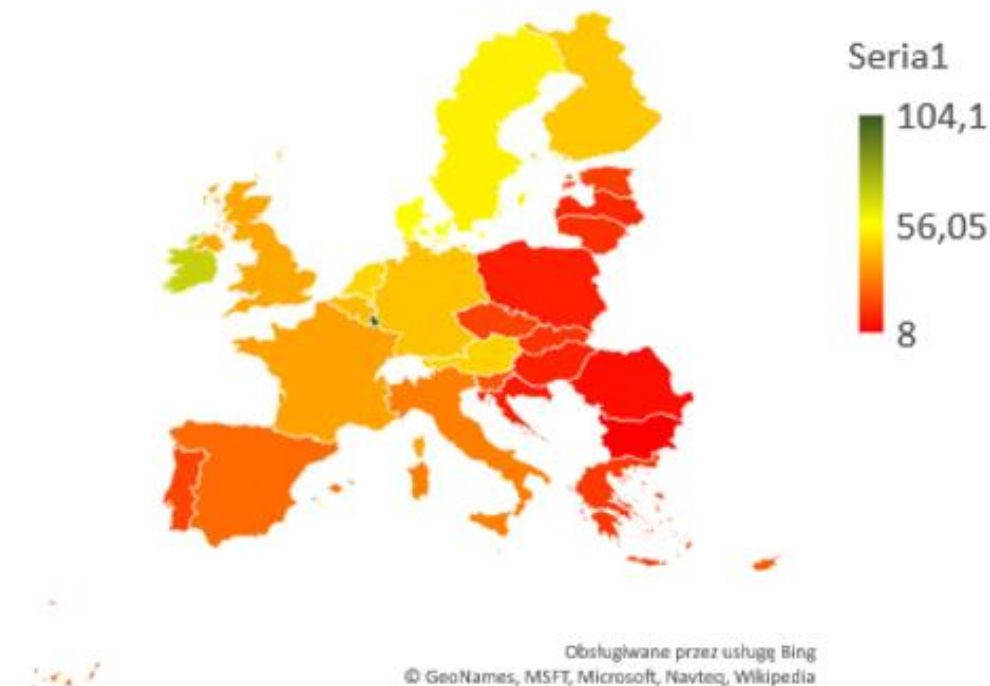 Seria1
104,1
56,05
8
Obsługiwane przez usługę Bing
© GeoNames, MSFT, Microsoft, Navteq, Wikipedia